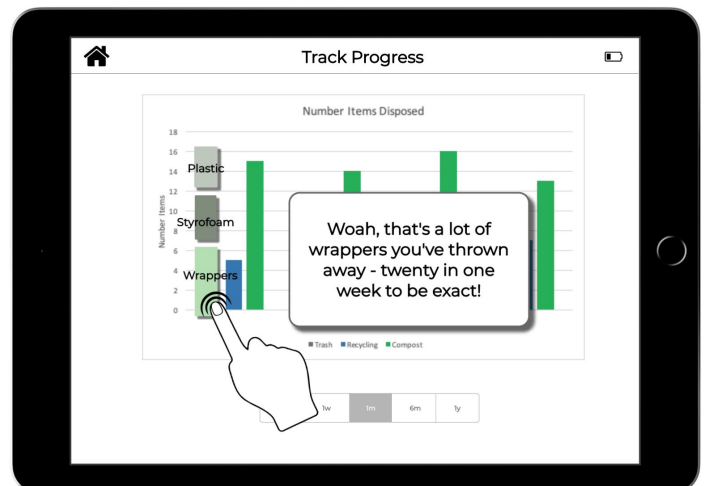 Track Progress
Number Items Disposed
18
16
14
12
10
8
6
4
2
0
Number Items
Plastic
Styrofoam
Wrappers
Woah, that's a lot of
wrappers you've thrown
away - twenty in one
week to be exact!
Trash Recycling Compost
1w 1m 6m 1y